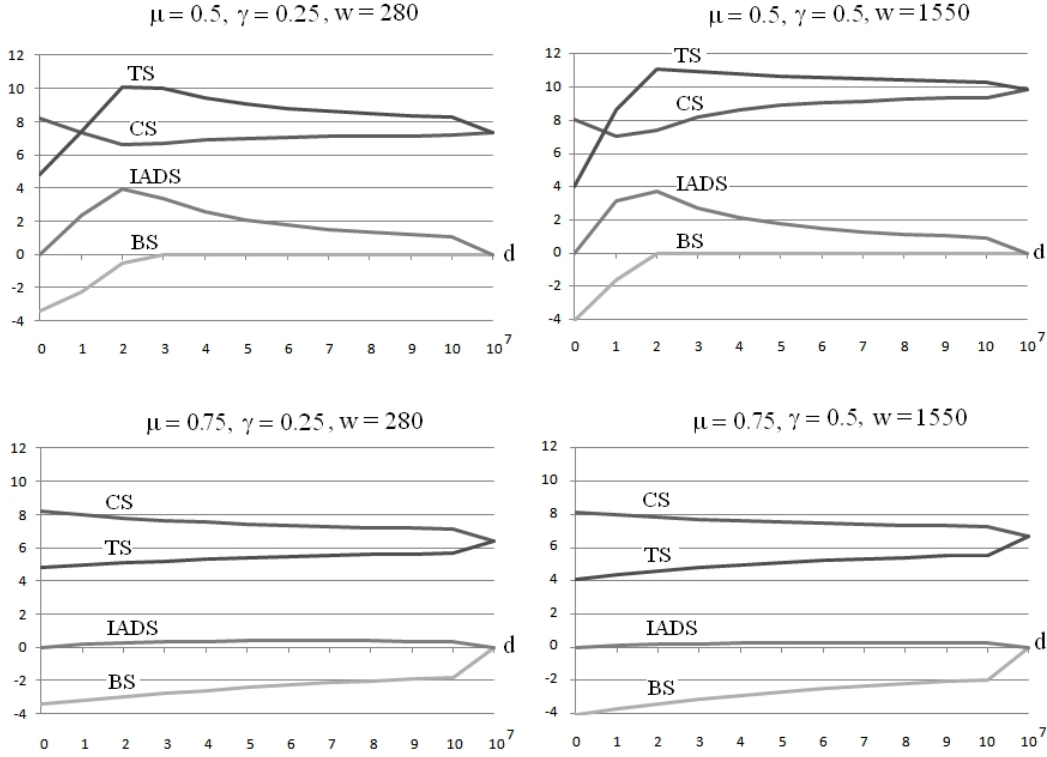 μ = 0.5, γ = 0.25, w = 280
12
10
8
6
4
2
0
-2
-4
TS
CS
IADS
BS
d
0 1 2 3 4 5 6 7 8 9 10 10⁷
μ = 0.5, γ = 0.5, w = 1550
12
10
8
6
4
2
0
-2
-4
TS
CS
IADS
BS
d
0 1 2 3 4 5 6 7 8 9 10 10⁷
μ = 0.75, γ = 0.25, w = 280
12
10
8
6
4
2
0
-2
-4
CS
TS
IADS
BS
d
0 1 2 3 4 5 6 7 8 9 10 10⁷
μ = 0.75, γ = 0.5, w = 1550
12
10
8
6
4
2
0
-2
-4
CS
TS
IADS
BS
d
0 1 2 3 4 5 6 7 8 9 10 10⁷